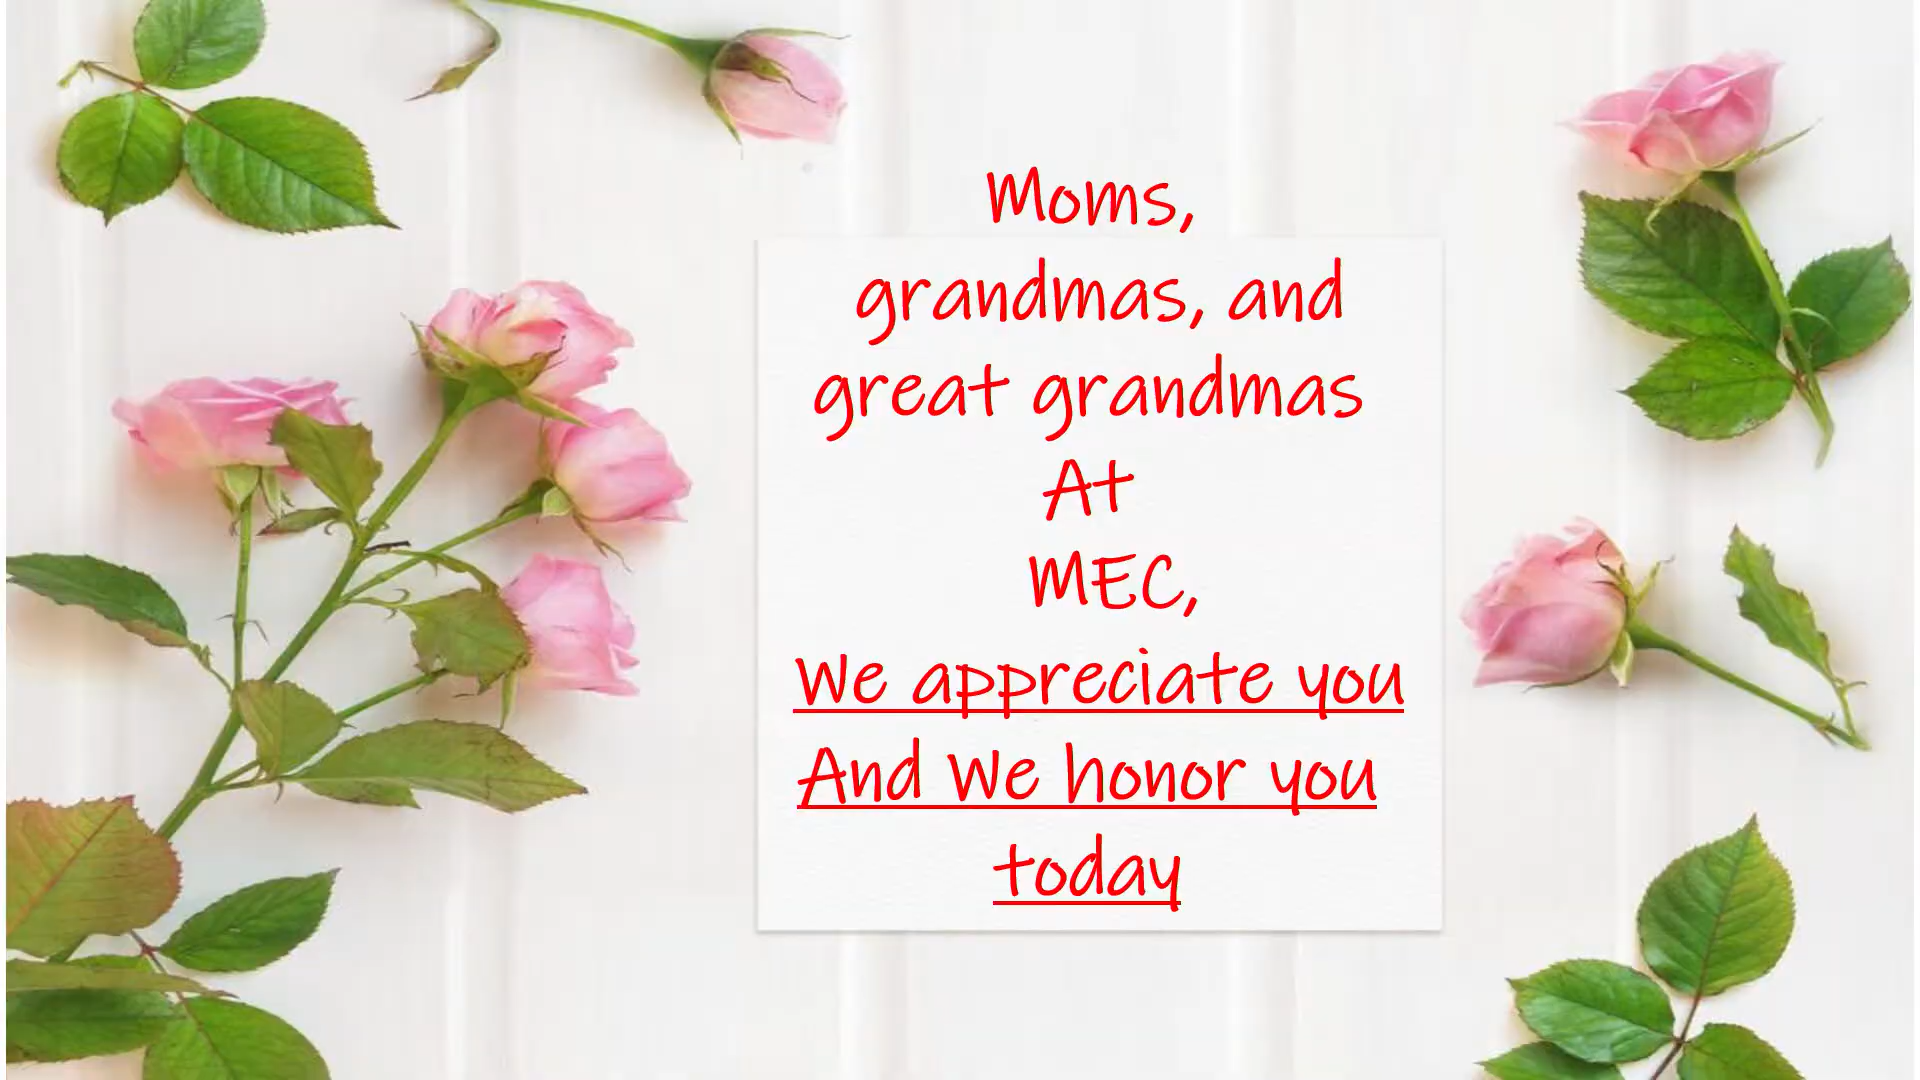 Moms,
grandmas, and
great grandmas
At
MEC,
We appreciate you
And We honor you
today